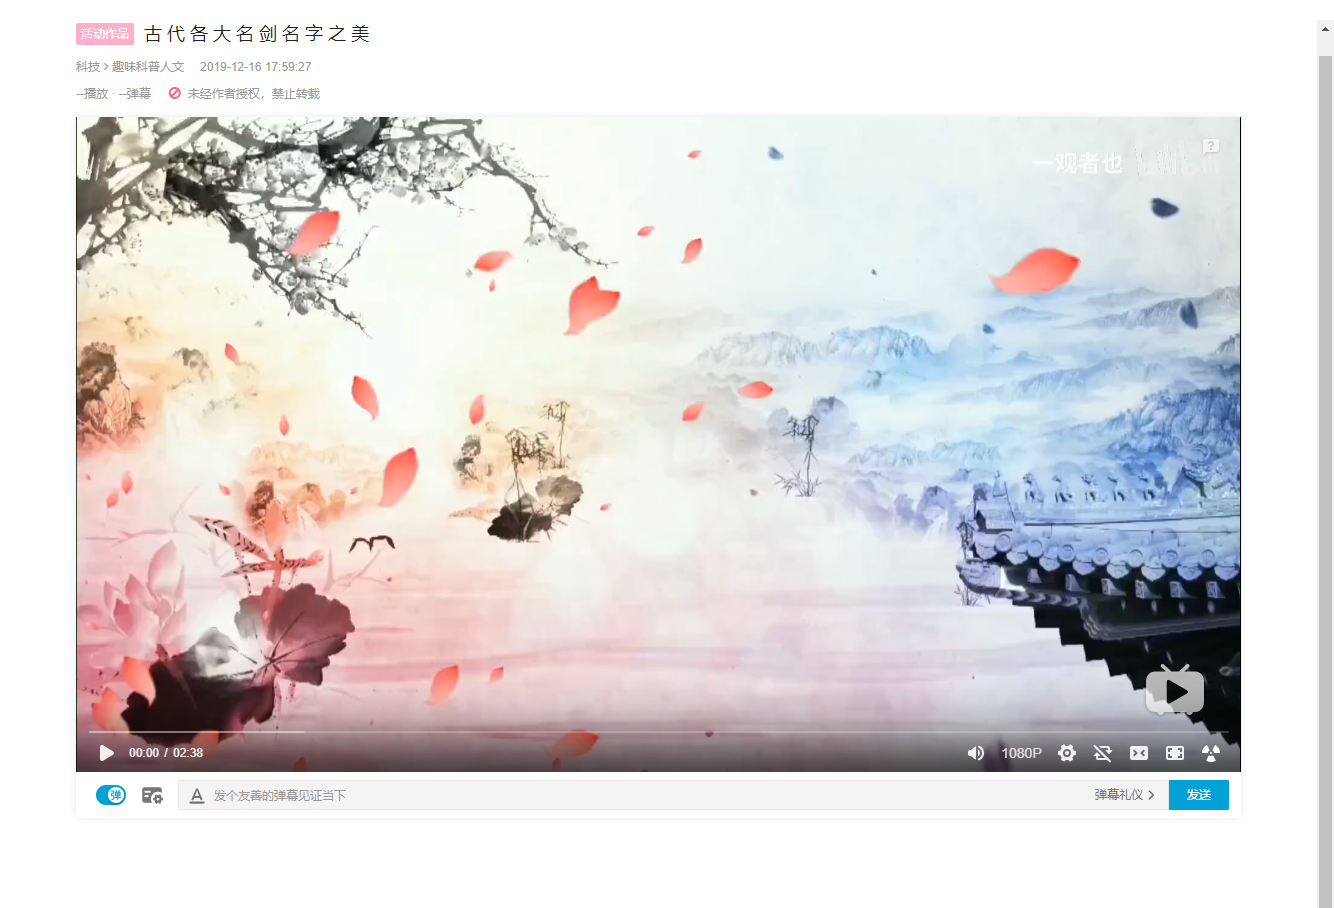 活动作品 古代各大名剑名字之美
科技 > 趣味科普人文 2019-12-16 17:59:27
--播放 · --弹幕 未经作者授权，禁止转载
?
一观者也 bilibili
00:00 / 02:38 1080P
弹 A 发个友善的弹幕见证当下 弹幕礼仪 > 发送